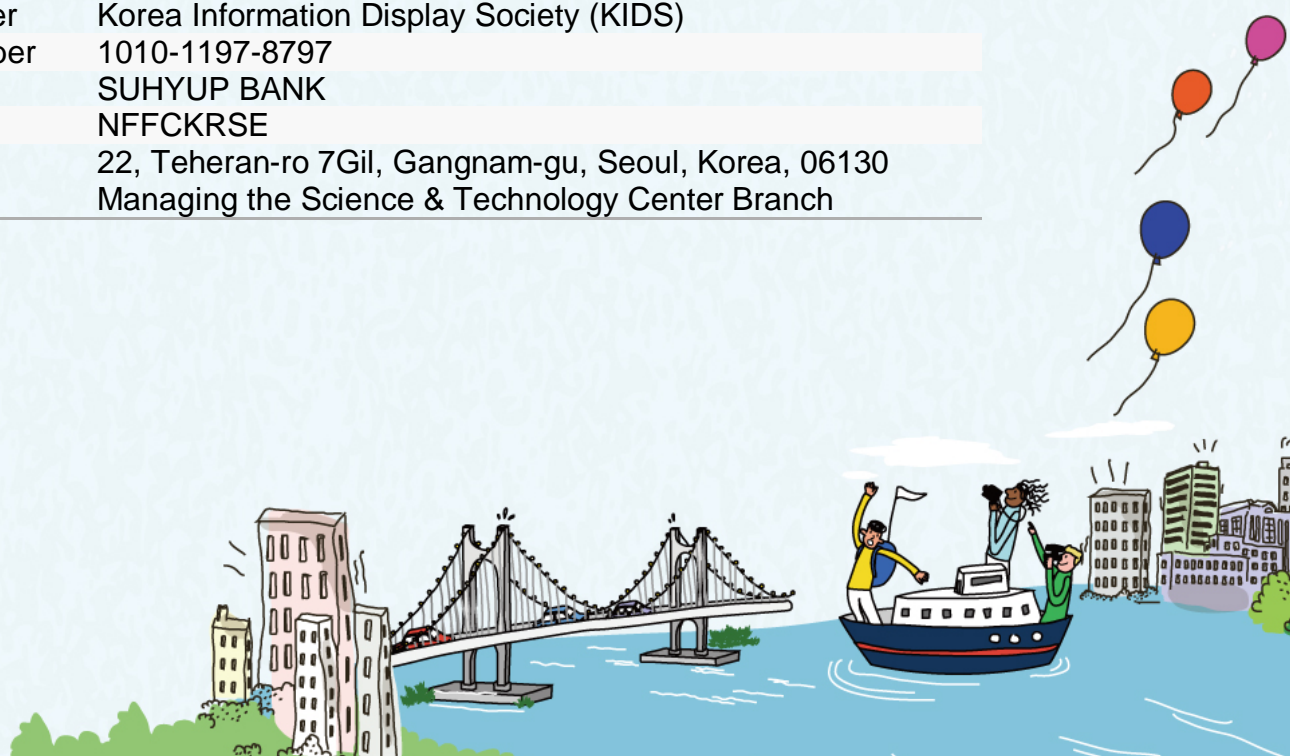 er Korea Information Display Society (KIDS)
ber 1010-1197-8797
SUHYUP BANK
NFFCKRSE
22, Teheran-ro 7Gil, Gangnam-gu, Seoul, Korea, 06130
Managing the Science & Technology Center Branch